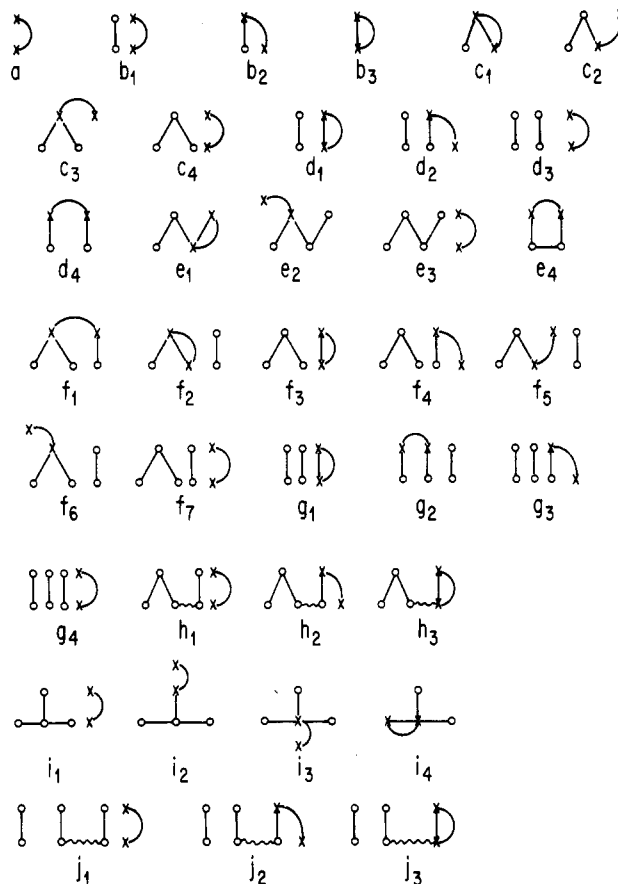 a b₁ b₂ b₃ c₁ c₂
c₃ c₄ d₁ d₂ d₃
d₄ e₁ e₂ e₃ e₄
f₁ f₂ f₃ f₄ f₅
f₆ f₇ g₁ g₂ g₃
g₄ h₁ h₂ h₃
i₁ i₂ i₃ i₄
j₁ j₂ j₃